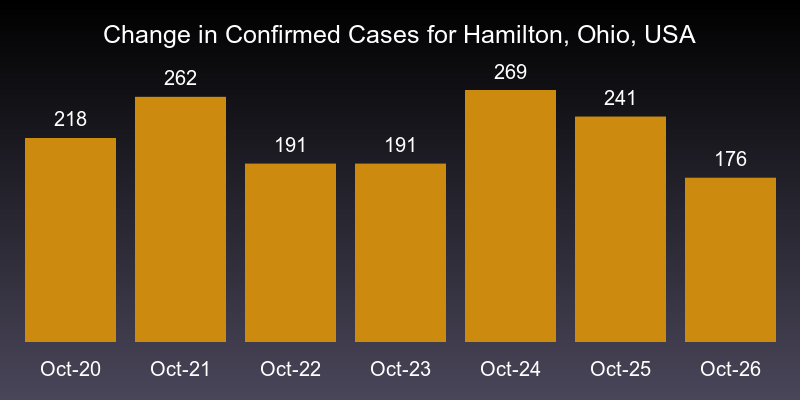 Change in Confirmed Cases for Hamilton, Ohio, USA
218
262
191
191
269
241
176
Oct-20
Oct-21
Oct-22
Oct-23
Oct-24
Oct-25
Oct-26